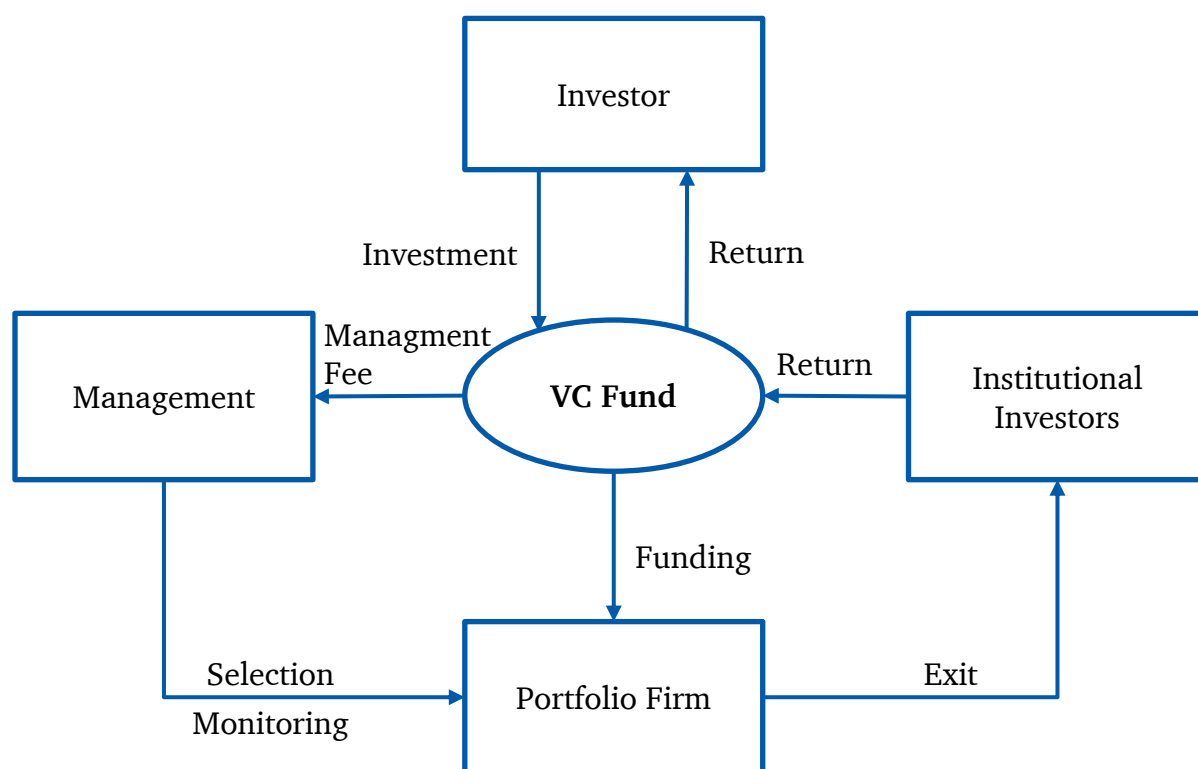 Investor
Investment
Return
Managment
Fee
Management
VC Fund
Return
Institutional
Investors
Funding
Selection
Monitoring
Portfolio Firm
Exit